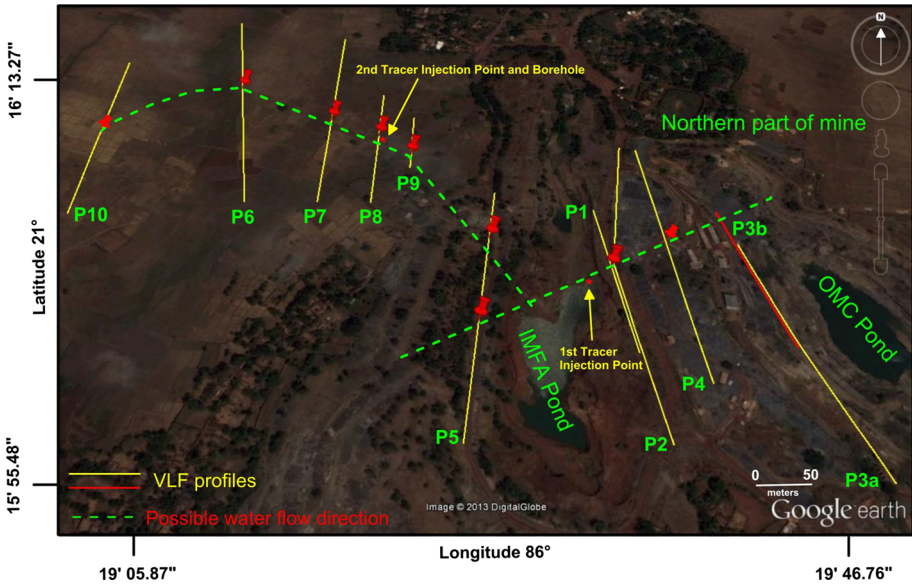 16' 13.27"
Latitude 21°
15' 55.48"
N
2nd Tracer Injection Point and Borehole
Northern part of mine
P10
P6
P7
P8
P9
P5
P1
P2
P4
P3b
P3a
OMC Pond
IMFA Pond
1st Tracer
Injection Point
VLF profiles
Possible water flow direction
Image © 2013 DigitalGlobe
0 50
meters
Google earth
Longitude 86°
19' 05.87"
19' 46.76"